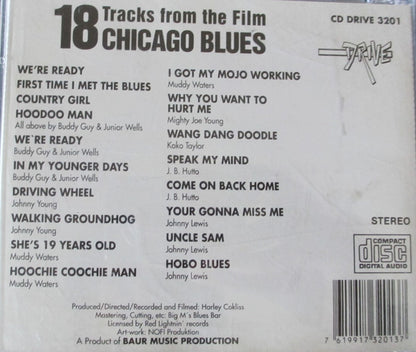 18 Tracks from the Film
CHICAGO BLUES
CD DRIVE 3201
DRIVE
WE'RE READY
FIRST TIME I MET THE BLUES
COUNTRY GIRL
HOODOO MAN
All above by Buddy Guy & Junior Wells
WE'RE READY
Buddy Guy & Junior Wells
IN MY YOUNGER DAYS
Buddy Guy & Junior Wells
DRIVING WHEEL
Johnny Young
WALKING GROUNDHOG
Johnny Young
SHE'S 19 YEARS OLD
Muddy Waters
HOOCHIE COOCHIE MAN
Muddy Waters
I GOT MY MOJO WORKING
Muddy Waters
WHY YOU WANT TO
HURT ME
Mighty Joe Young
WANG DANG DOODLE
Koko Taylor
SPEAK MY MIND
J. B. Hutto
COME ON BACK HOME
J. B. Hutto
YOUR GONNA MISS ME
Johnny Lewis
UNCLE SAM
Johnny Lewis
HOBO BLUES
Johnny Lewis
STEREO
COMPACT
disc
DIGITAL AUDIO
Produced/Directed/Recorded and Filmed: Harley Cokliss
Mastering, Cutting, etc: Big M's Blues Bar
Licensed by Red Lightnin' records
Art-work: NOFI Produktion
A Product of BAUR MUSIC PRODUCTION
7 619917 320137